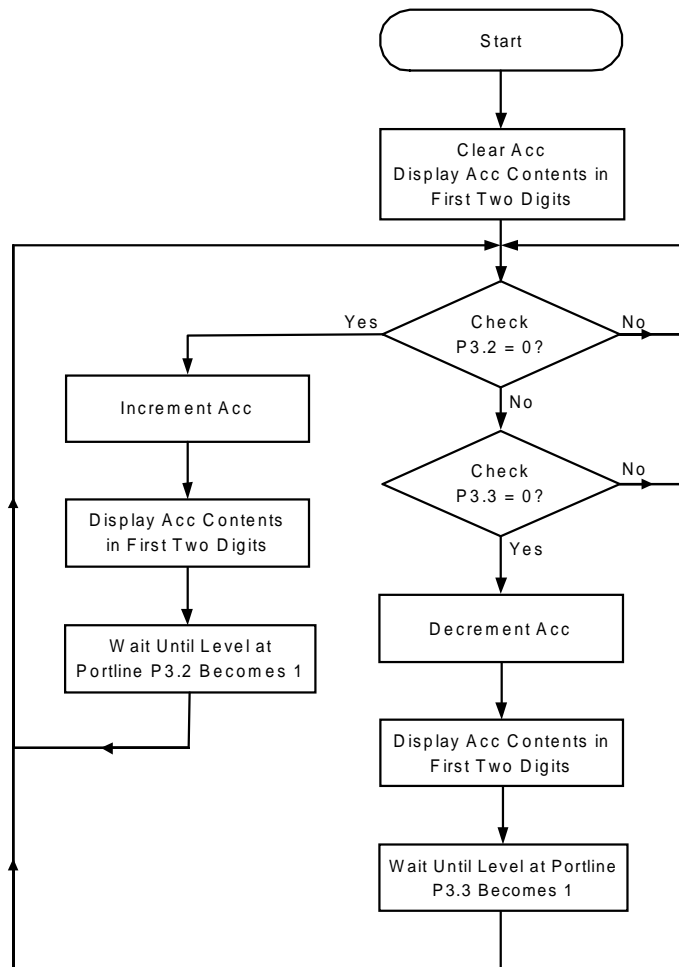 Start
Clear Acc
Display Acc Contents in
First Two Digits
Yes
Check
P3.2 = 0?
No
No
Increment Acc
Check
P3.3 = 0?
No
Yes
Display Acc Contents
in First Two Digits
Decrement Acc
Wait Until Level at
Portline P3.2 Becomes 1
Display Acc Contents in
First Two Digits
Wait Until Level at Portline
P3.3 Becomes 1